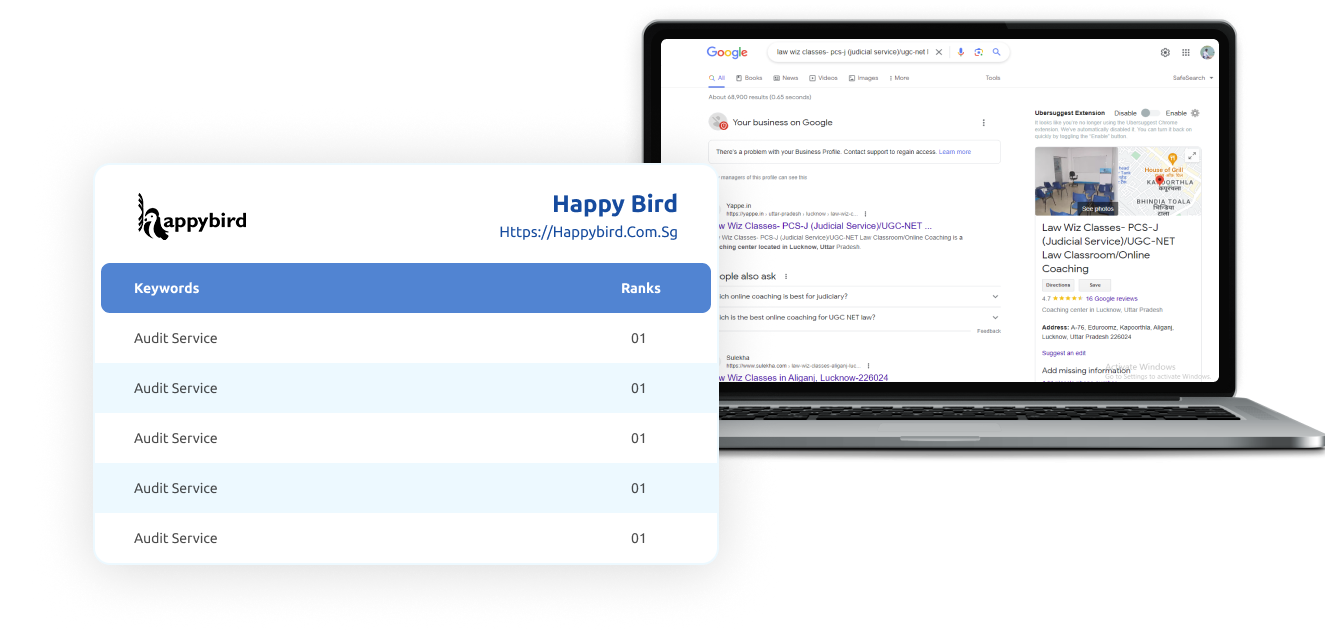 Google
law wiz classes- pcs-j (judicial service)/ugc-net l
All Books News Videos Images More Tools
SafeSearch
About 68,900 results (0.65 seconds)
Your business on Google
There's a problem with your Business Profile. Contact support to regain access. Learn more
managers of this profile can see this
Yappe.in
https://yappe.in › uttar-pradesh › lucknow › law-wiz-c...
w Wiz Classes- PCS-J (Judicial Service)/UGC-NET ...
Wiz Classes- PCS-J (Judicial Service)/UGC-NET Law Classroom/Online Coaching is a
ching center located in Lucknow, Uttar Pradesh
ople also ask
ich online coaching is best for judiciary?
ch is the best online coaching for UGC NET law?
Feedback
Sulekha
https://www.sulekha.com › law-wiz-classes-aliganj-luc...
w Wiz Classes in Aliganj, Lucknow-226024
Ubersuggest Extension Disable Enable
It looks like you're no longer using the Ubersuggest Chrome
extension. We've automatically disabled it. You can turn it back on
quickly by toggling the "Enable" button.
See photos
House of Grill
KAPOORTHLA
कपूरथला
BHINDIA TOALA
भिन्डिया
टोला
Law Wiz Classes- PCS-J
(Judicial Service)/UGC-NET
Law Classroom/Online
Coaching
Directions Save
4.7 16 Google reviews
Coaching center in Lucknow, Uttar Pradesh
Address: A-76, Eduroomz, Kapoorthla, Aliganj,
Lucknow, Uttar Pradesh 226024
Suggest an edit
Add missing information
Activate Windows
Go to Settings to activate Windows.
appybird
Happy Bird
Https://Happybird.Com.Sg
Keywords Ranks
Audit Service 01
Audit Service 01
Audit Service 01
Audit Service 01
Audit Service 01